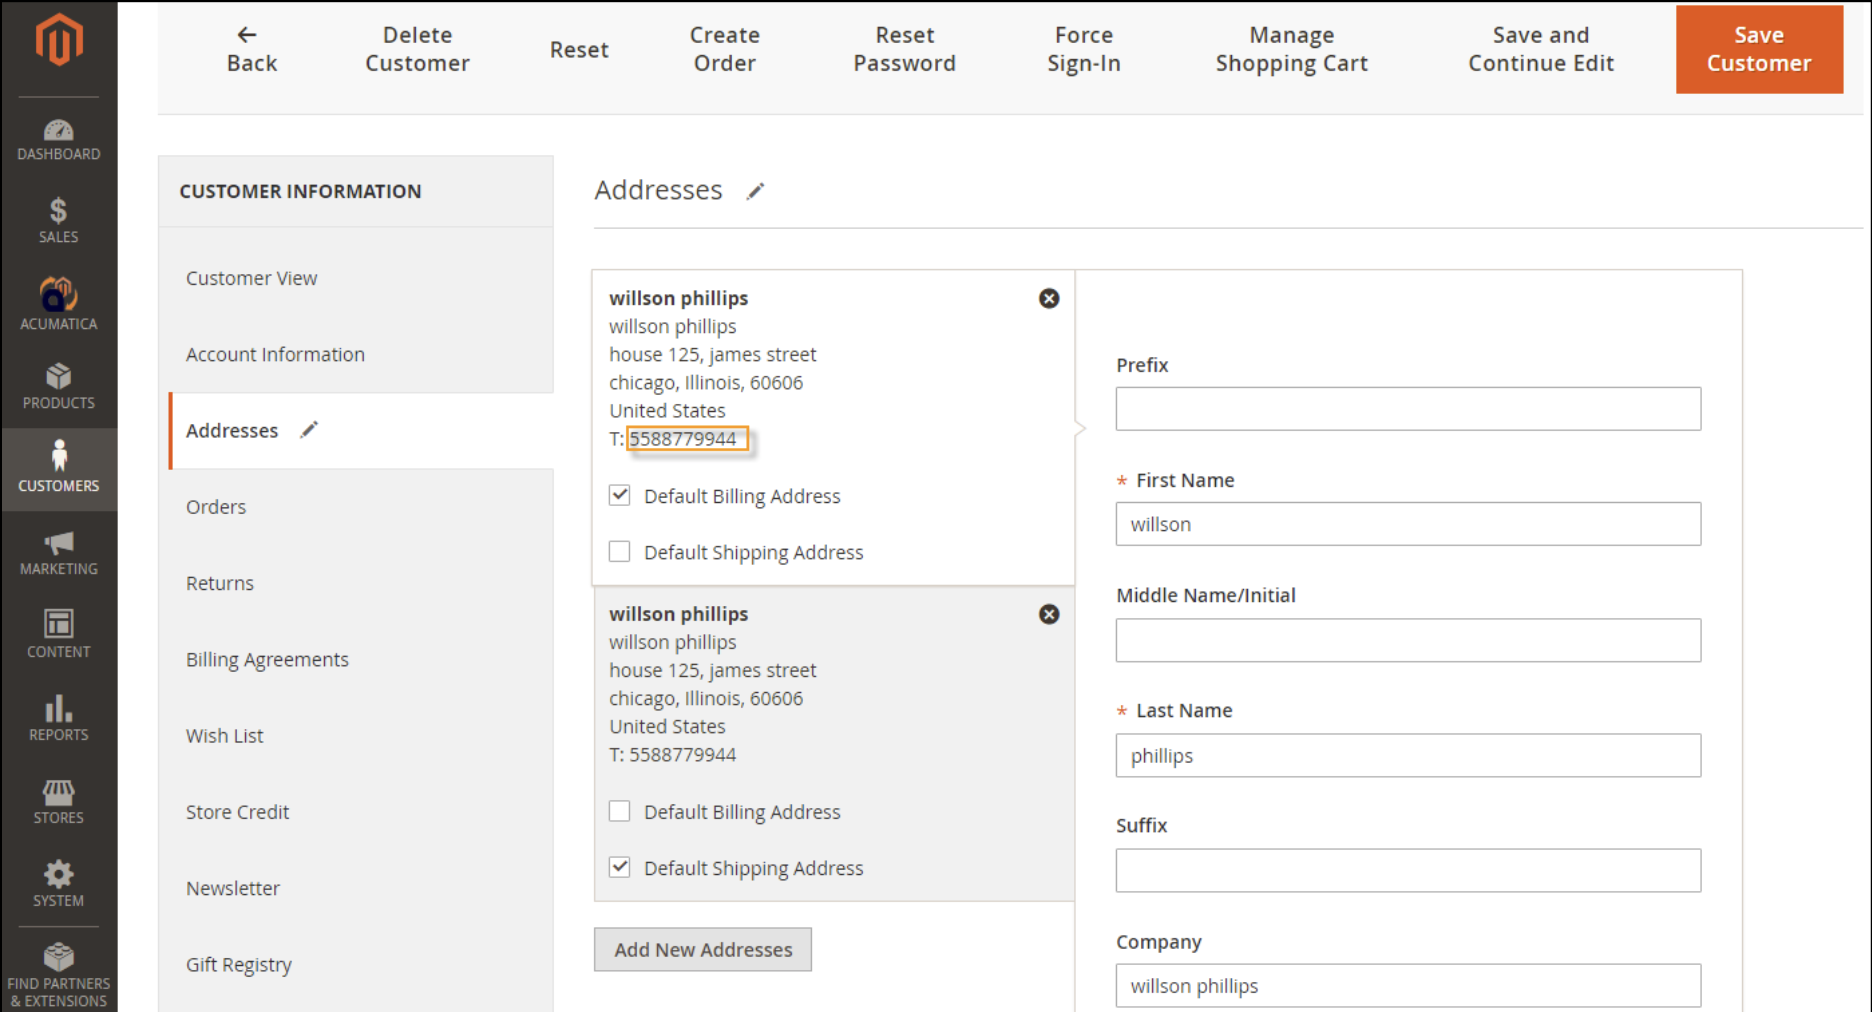 ← Back
Delete Customer
Reset
Create Order
Reset Password
Force Sign-In
Manage Shopping Cart
Save and Continue Edit
Save Customer
DASHBOARD
SALES
ACUMATICA
PRODUCTS
CUSTOMERS
MARKETING
CONTENT
REPORTS
STORES
SYSTEM
FIND PARTNERS
& EXTENSIONS
CUSTOMER INFORMATION
Customer View
Account Information
Addresses
Orders
Returns
Billing Agreements
Wish List
Store Credit
Newsletter
Gift Registry
Addresses
willson phillips
willson phillips
house 125, james street
chicago, Illinois, 60606
United States
T: 5588779944
Default Billing Address
Default Shipping Address
willson phillips
willson phillips
house 125, james street
chicago, Illinois, 60606
United States
T: 5588779944
Default Billing Address
Default Shipping Address
Add New Addresses
Prefix
* First Name
willson
Middle Name/Initial
* Last Name
phillips
Suffix
Company
willson phillips